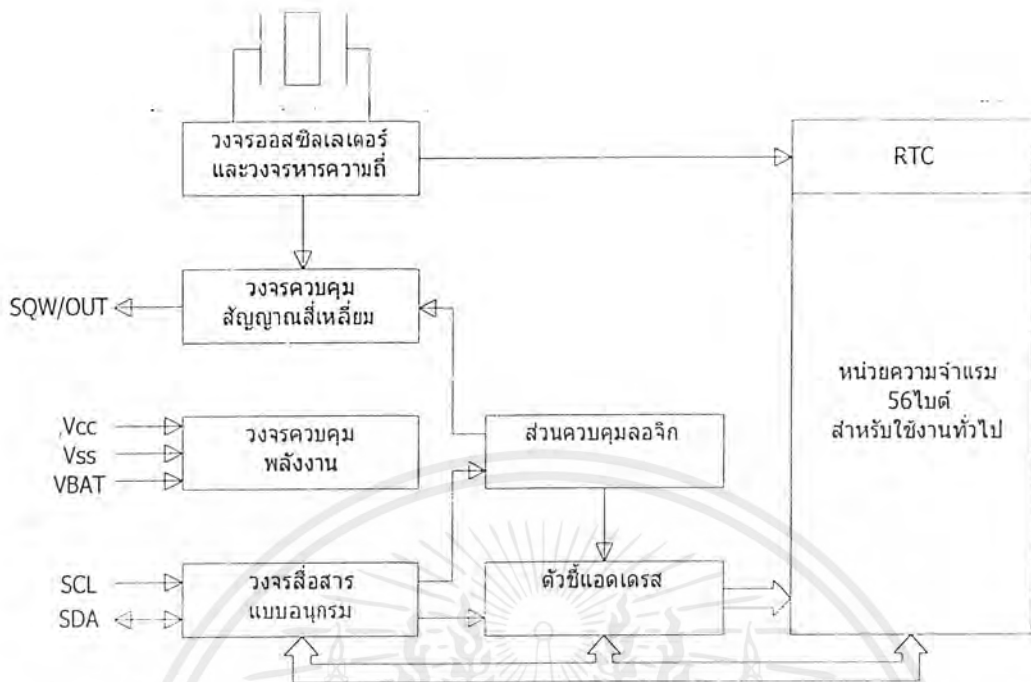 วงจรออสซิลเลเตอร์
และวงจรหารความถี่
RTC
SQW/OUT
วงจรควบคุม
สัญญาณสี่เหลี่ยม
หน่วยความจำแรม
56ไบต์
สำหรับใช้งานทั่วไป
Vcc
Vss
VBAT
วงจรควบคุม
พลังงาน
ส่วนควบคุมลอจิก
SCL
SDA
วงจรสื่อสาร
แบบอนุกรม
ตัวชี้แอดเดรส